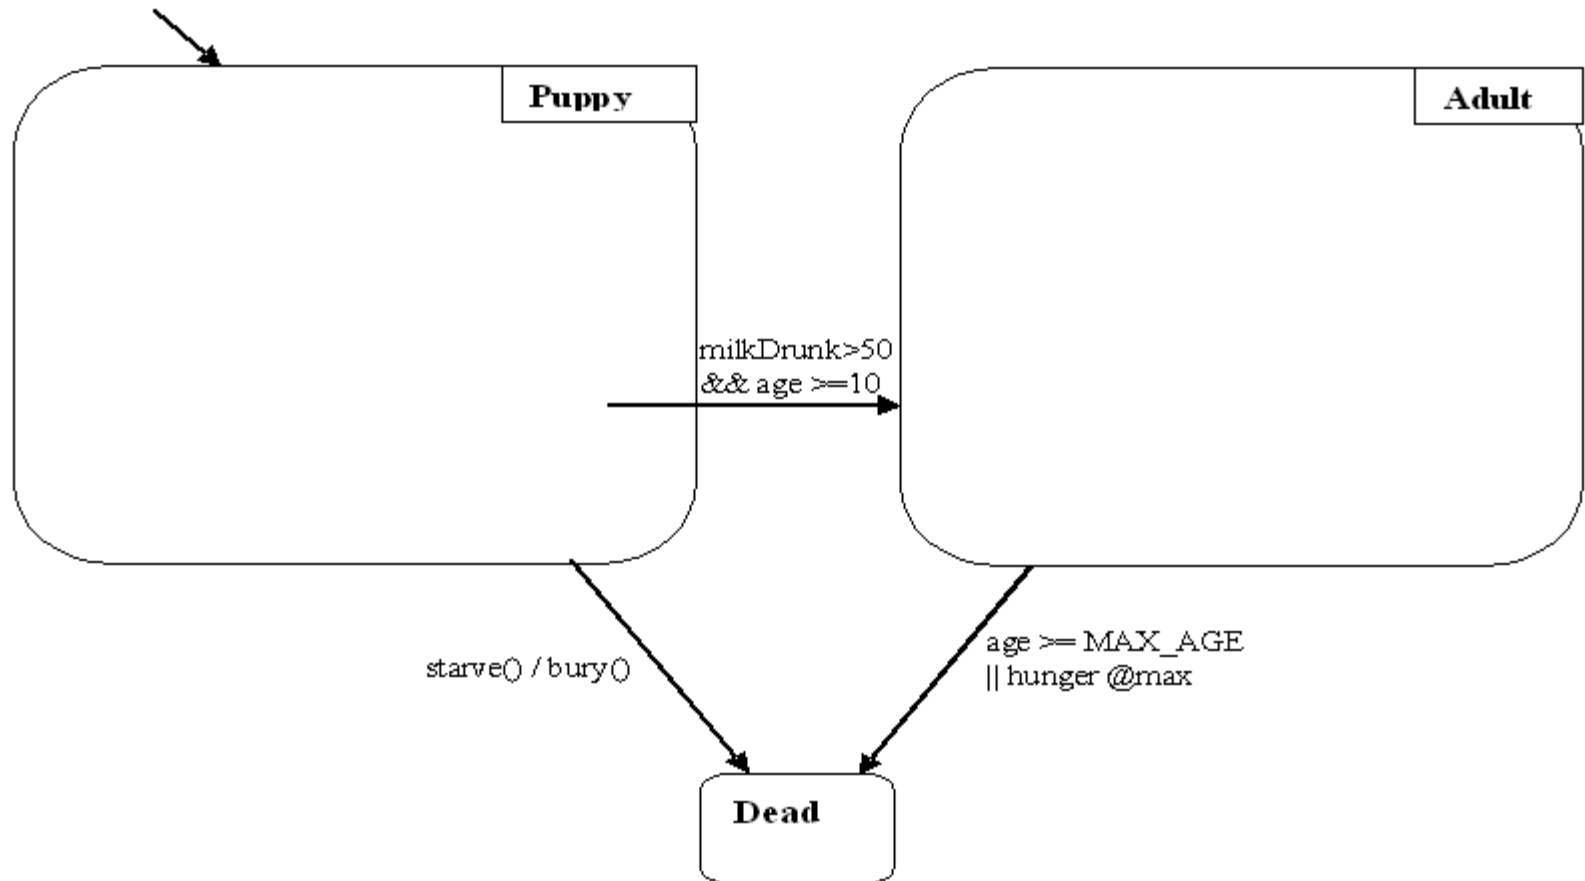 Puppy
Adult
milkDrunk>50
&& age >=10
starve() / bury()
age >= MAX_AGE
|| hunger @max
Dead